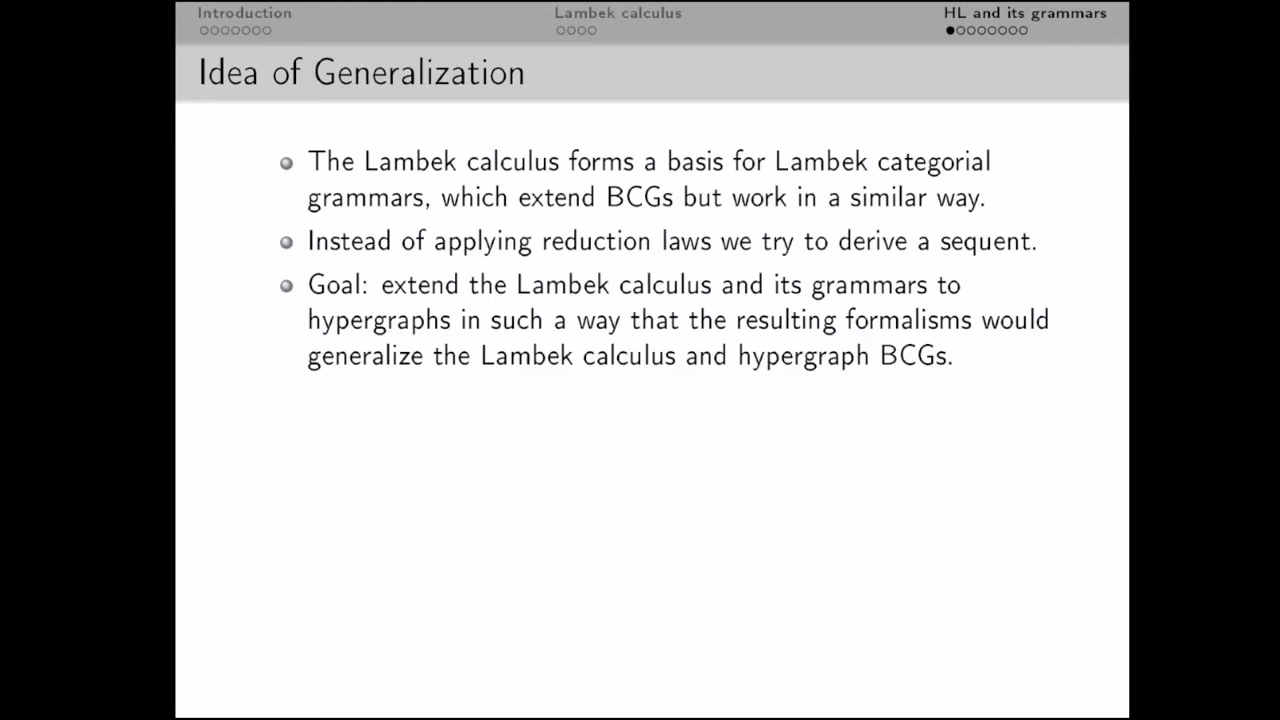 Introduction Lambek calculus HL and its grammars
Idea of Generalization
The Lambek calculus forms a basis for Lambek categorial
grammars, which extend BCGs but work in a similar way.
Instead of applying reduction laws we try to derive a sequent.
Goal: extend the Lambek calculus and its grammars to
hypergraphs in such a way that the resulting formalisms would
generalize the Lambek calculus and hypergraph BCGs.